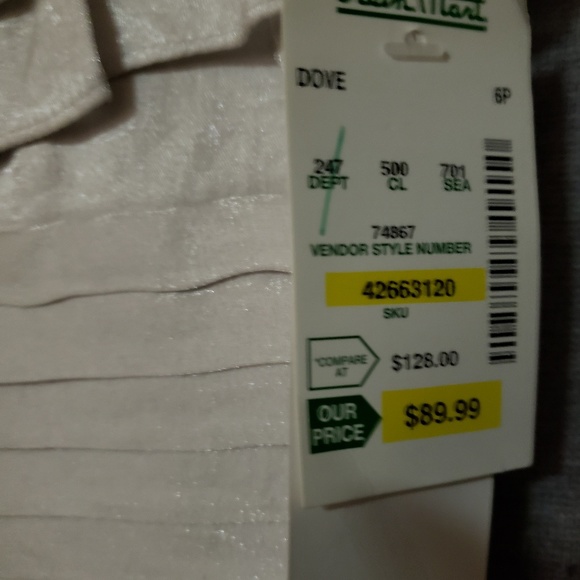 Mart
DOVE
6P
247 500 701
DEPT CL SEA
74867
VENDOR STYLE NUMBER
42663120
SKU
*COMPARE AT $128.00
OUR PRICE $89.99